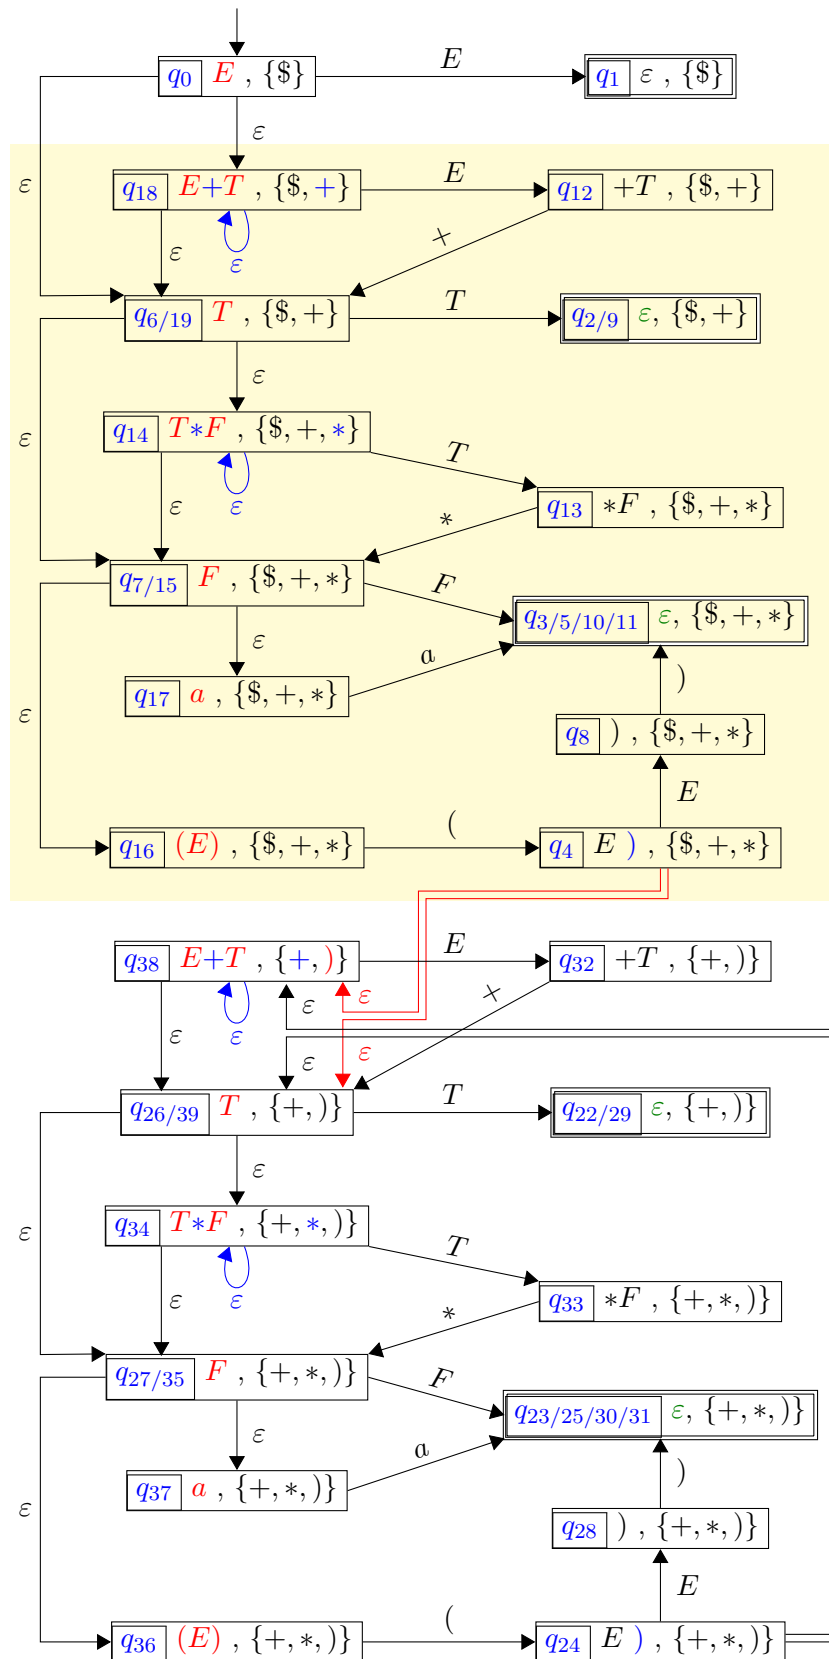 q0 E , {$} E q1 ε , {$}
ε
ε q18 E+T , {$, +} E q12 +T , {$, +}
ε ε +
q6/19 T , {$, +} T q2/9 ε, {$, +}
ε
q14 T∗F , {$, +, ∗} T
ε ε ε q13 ∗F , {$, +, ∗}
∗
q7/15 F , {$, +, ∗} F
ε q3/5/10/11 ε, {$, +, ∗}
q17 a , {$, +, ∗} a )
ε q8 ) , {$, +, ∗}
E
q16 (E) , {$, +, ∗} ( q4 E ) , {$, +, ∗}
q38 E+T , {+, )} E q32 +T , {+, )}
ε ε ε ε +
ε ε
q26/39 T , {+, )} T q22/29 ε, {+, )}
ε
q34 T∗F , {+, ∗, )} T
ε ε ε q33 ∗F , {+, ∗, )}
∗
q27/35 F , {+, ∗, )} F
ε q23/25/30/31 ε, {+, ∗, )}
q37 a , {+, ∗, )} a )
ε q28 ) , {+, ∗, )}
E
q36 (E) , {+, ∗, )} ( q24 E ) , {+, ∗, )}